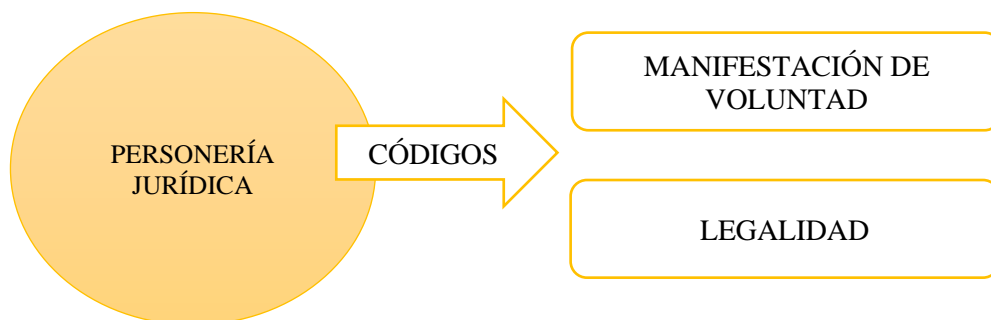 PERSONERÍA
JURÍDICA
CÓDIGOS
MANIFESTACIÓN DE
VOLUNTAD
LEGALIDAD